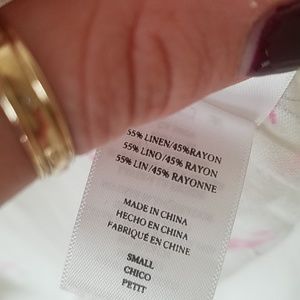 55% LINEN/45%RAYON
55% LINO/45% RAYON
55% LIN/45% RAYONNE
MADE IN CHINA
HECHO EN CHINA
FABRIQUÉ EN CHINE
SMALL
CHICO
PETIT